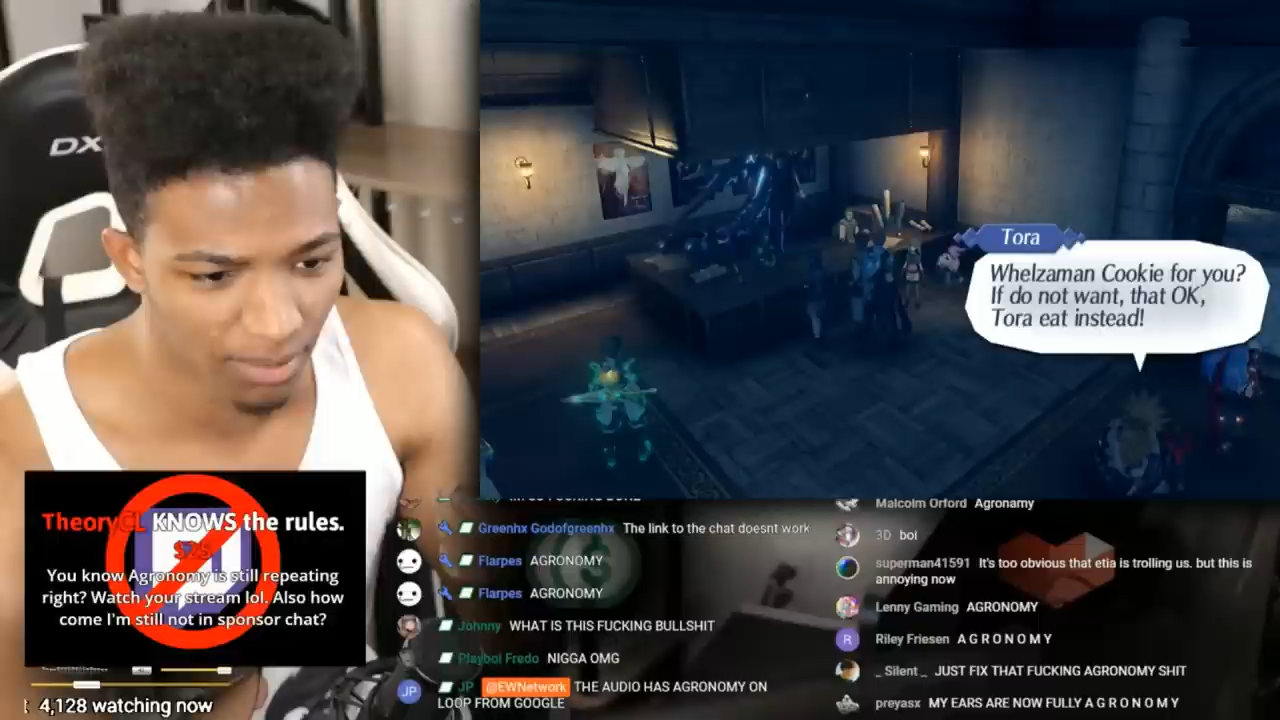 DX
Tora
Whelzaman Cookie for you?
If do not want, that OK,
Tora eat instead!
TheoryCL KNOWS the rules.
$25
You know Agronomy is still repeating
right? Watch your stream lol. Also how
come I'm still not in sponsor chat?
4,128 watching now
Greenhx Godofgreenhx The link to the chat doesnt work
Flarpes AGRONOMY
Flarpes AGRONOMY
Johnny WHAT IS THIS FUCKING BULLSHIT
Playboi Fredo NIGGA OMG
JP JP @EWNetwork THE AUDIO HAS AGRONOMY ON
LOOP FROM GOOGLE
Malcolm Orford Agronamy
3D boi
superman41591 It's too obvious that etia is trolling us. but this is
annoying now
Lenny Gaming AGRONOMY
R Riley Friesen A G R O N O M Y
_ Silent _ JUST FIX THAT FUCKING AGRONOMY SHIT
preyasx MY EARS ARE NOW FULLY A G R O N O M Y